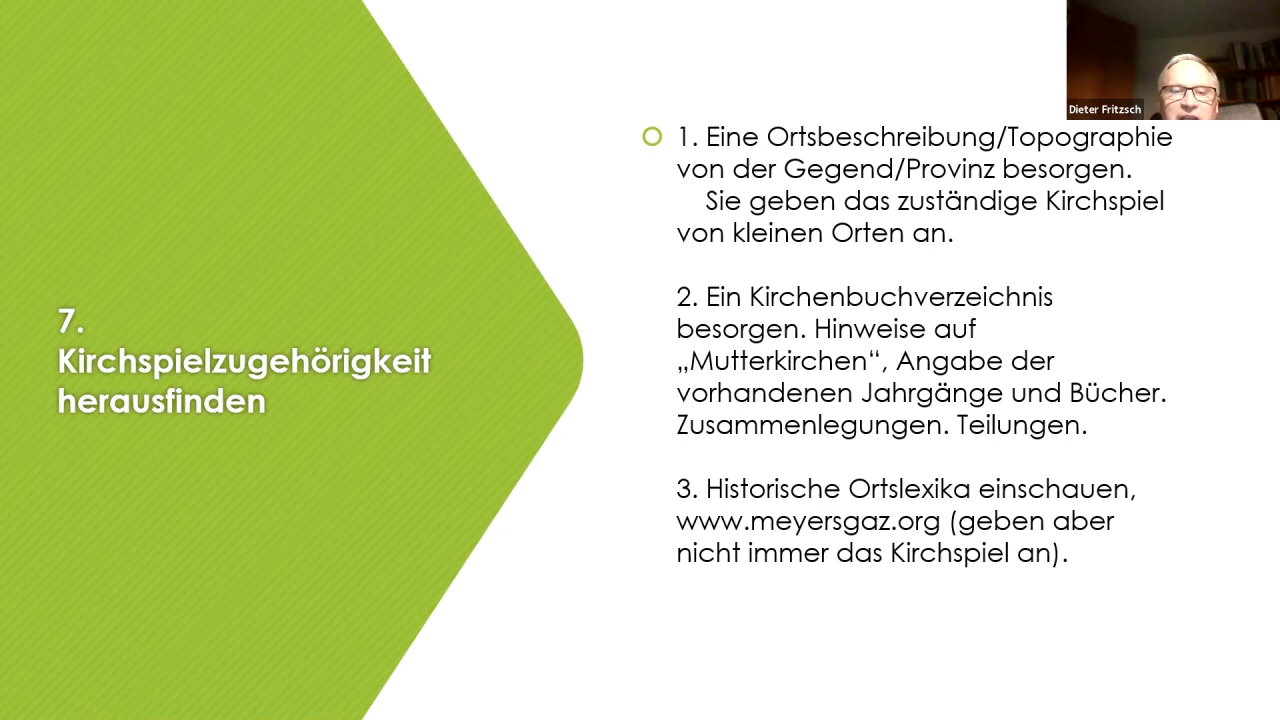 7.
Kirchspielzugehörigkeit
herausfinden
Dieter Fritzsch
1. Eine Ortsbeschreibung/Topographie
von der Gegend/Provinz besorgen.
Sie geben das zuständige Kirchspiel
von kleinen Orten an.
2. Ein Kirchenbuchverzeichnis
besorgen. Hinweise auf
„Mutterkirchen“, Angabe der
vorhandenen Jahrgänge und Bücher.
Zusammenlegungen. Teilungen.
3. Historische Ortslexika einschauen,
www.meyersgaz.org (geben aber
nicht immer das Kirchspiel an).